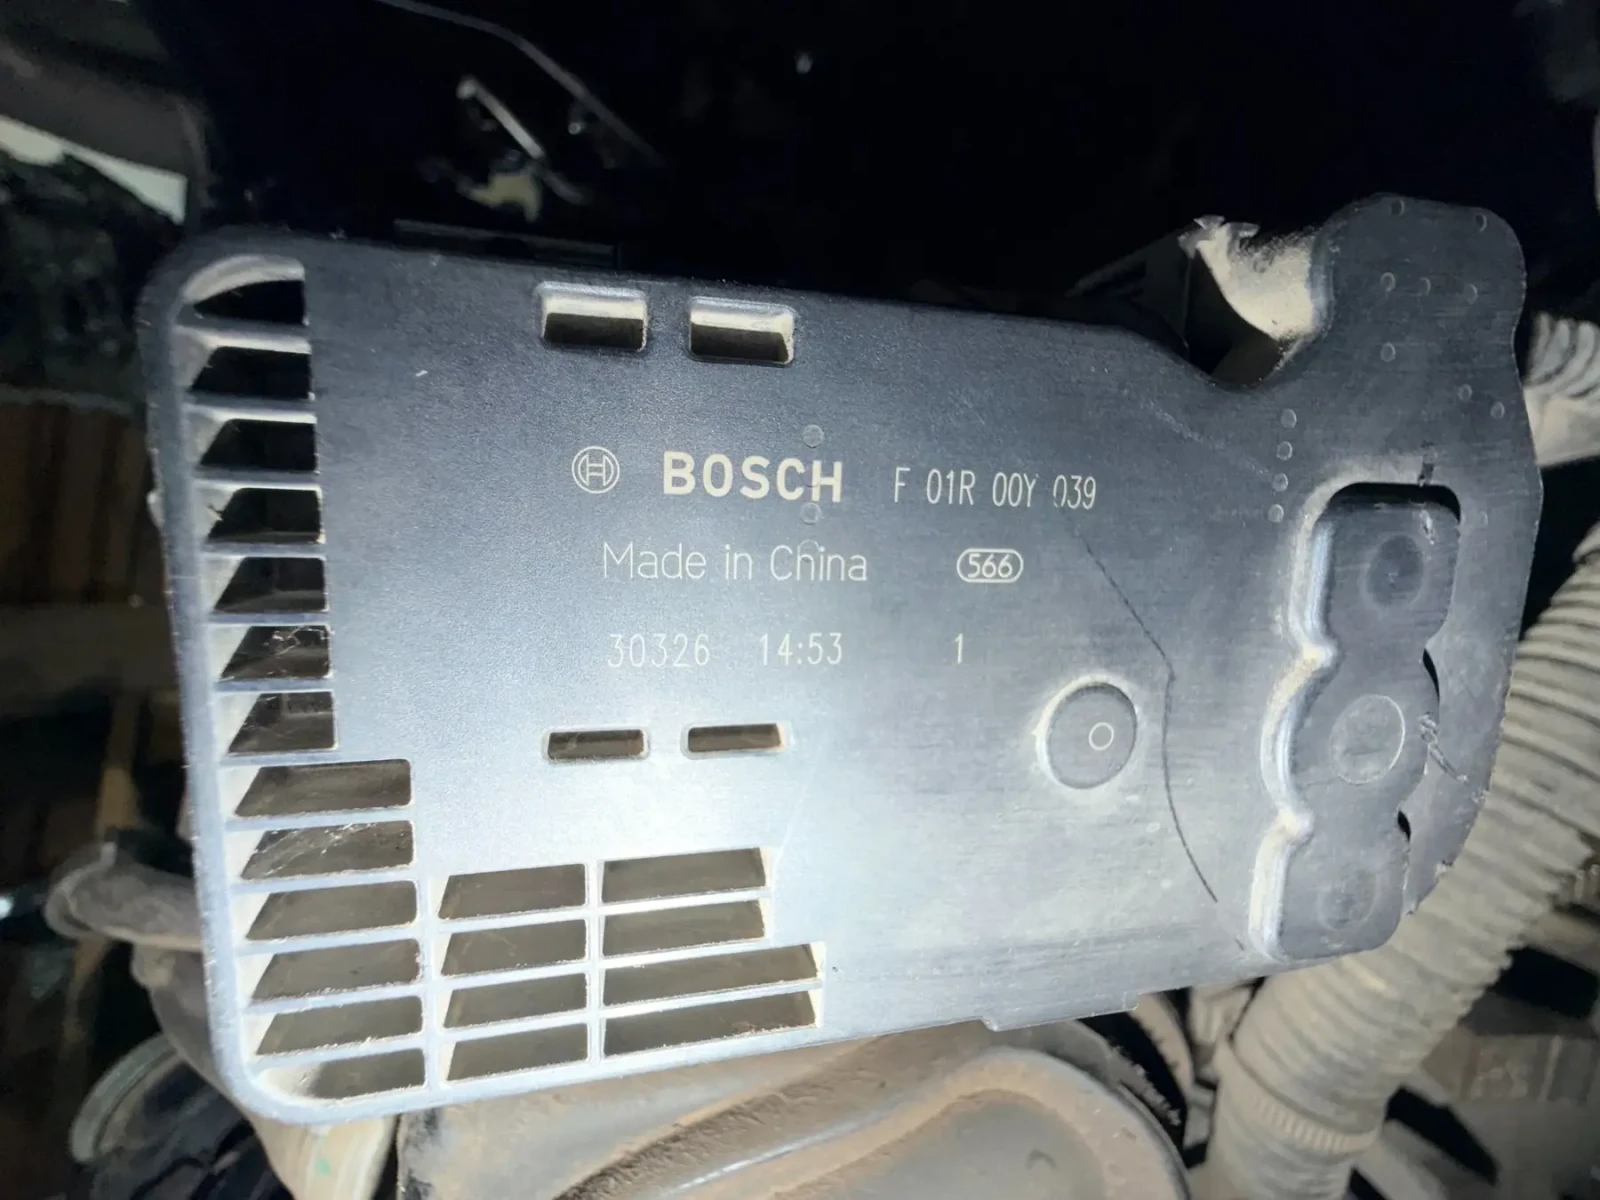 BOSCH F 01R 00Y 039
Made in China 566
30326 14:53 1